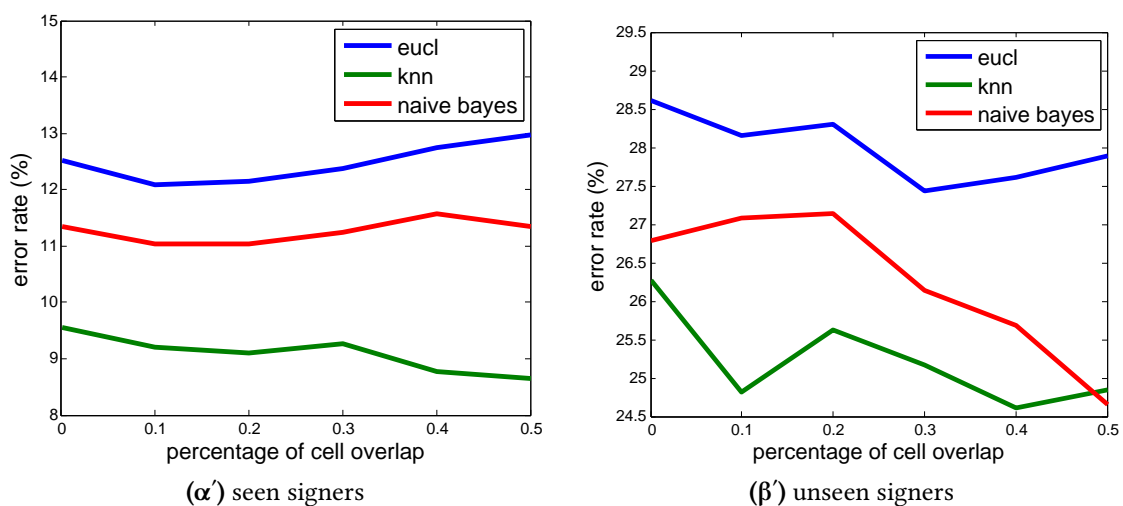 15
14
13
12
11
10
9
8
error rate (%)
eucl
knn
naive bayes
0 0.1 0.2 0.3 0.4 0.5
percentage of cell overlap
(α′) seen signers
29.5
29
28.5
28
27.5
27
26.5
26
25.5
25
24.5
error rate (%)
eucl
knn
naive bayes
0 0.1 0.2 0.3 0.4 0.5
percentage of cell overlap
(β′) unseen signers